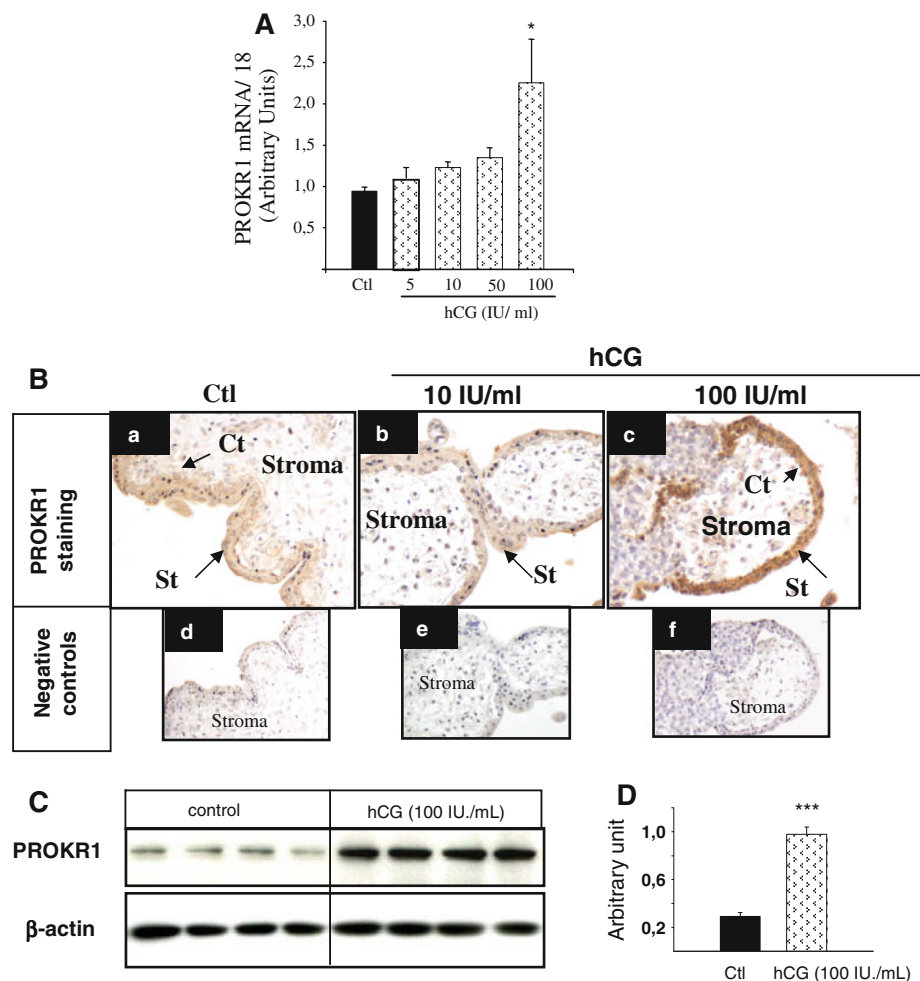 A
PROKR1 mRNA/ 18
(Arbitrary Units)
3,0
2,5
2,0
1,5
1,0
0,5
*
Ctl 5 10 50 100
hCG (IU/ ml)
B
hCG
Ctl 10 IU/ml 100 IU/ml
PROKR1
staining
a
Ct
Stroma
St
b
Stroma
St
c
Ct
Stroma
St
Negative
controls
d
Stroma
e
Stroma
f
Stroma
C
control hCG (100 IU./mL)
PROKR1
β-actin
D
Arbitrary unit
1,0
0,6
0,2
***
Ctl hCG (100 IU./mL)